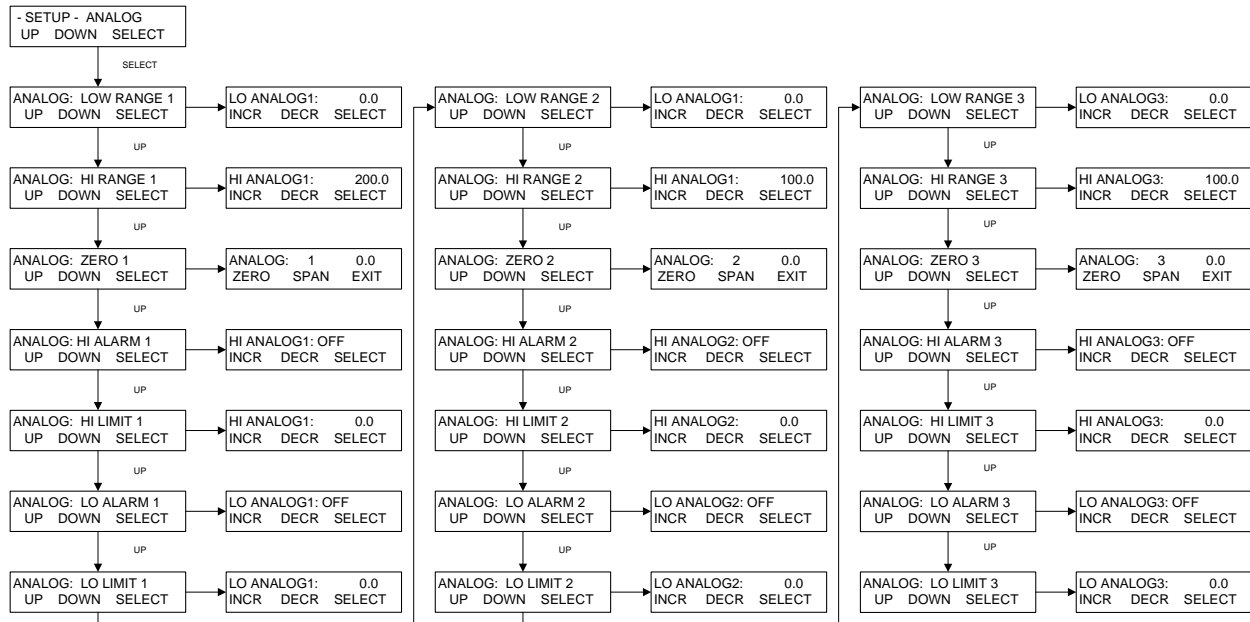 - SETUP - ANALOG
UP DOWN SELECT
SELECT
ANALOG: LOW RANGE 1
UP DOWN SELECT
LO ANALOG1: 0.0
INCR DECR SELECT
UP
ANALOG: HI RANGE 1
UP DOWN SELECT
HI ANALOG1: 200.0
INCR DECR SELECT
UP
ANALOG: ZERO 1
UP DOWN SELECT
ANALOG: 1 0.0
ZERO SPAN EXIT
UP
ANALOG: HI ALARM 1
UP DOWN SELECT
HI ANALOG1: OFF
INCR DECR SELECT
UP
ANALOG: HI LIMIT 1
UP DOWN SELECT
HI ANALOG1: 0.0
INCR DECR SELECT
UP
ANALOG: LO ALARM 1
UP DOWN SELECT
LO ANALOG1: OFF
INCR DECR SELECT
UP
ANALOG: LO LIMIT 1
UP DOWN SELECT
LO ANALOG1: 0.0
INCR DECR SELECT
ANALOG: LOW RANGE 2
UP DOWN SELECT
LO ANALOG1: 0.0
INCR DECR SELECT
UP
ANALOG: HI RANGE 2
UP DOWN SELECT
HI ANALOG1: 100.0
INCR DECR SELECT
UP
ANALOG: ZERO 2
UP DOWN SELECT
ANALOG: 2 0.0
ZERO SPAN EXIT
UP
ANALOG: HI ALARM 2
UP DOWN SELECT
HI ANALOG2: OFF
INCR DECR SELECT
UP
ANALOG: HI LIMIT 2
UP DOWN SELECT
HI ANALOG2: 0.0
INCR DECR SELECT
UP
ANALOG: LO ALARM 2
UP DOWN SELECT
LO ANALOG2: OFF
INCR DECR SELECT
UP
ANALOG: LO LIMIT 2
UP DOWN SELECT
LO ANALOG2: 0.0
INCR DECR SELECT
ANALOG: LOW RANGE 3
UP DOWN SELECT
LO ANALOG3: 0.0
INCR DECR SELECT
UP
ANALOG: HI RANGE 3
UP DOWN SELECT
HI ANALOG3: 100.0
INCR DECR SELECT
UP
ANALOG: ZERO 3
UP DOWN SELECT
ANALOG: 3 0.0
ZERO SPAN EXIT
UP
ANALOG: HI ALARM 3
UP DOWN SELECT
HI ANALOG3: OFF
INCR DECR SELECT
UP
ANALOG: HI LIMIT 3
UP DOWN SELECT
HI ANALOG3: 0.0
INCR DECR SELECT
UP
ANALOG: LO ALARM 3
UP DOWN SELECT
LO ANALOG3: OFF
INCR DECR SELECT
UP
ANALOG: LO LIMIT 3
UP DOWN SELECT
LO ANALOG3: 0.0
INCR DECR SELECT